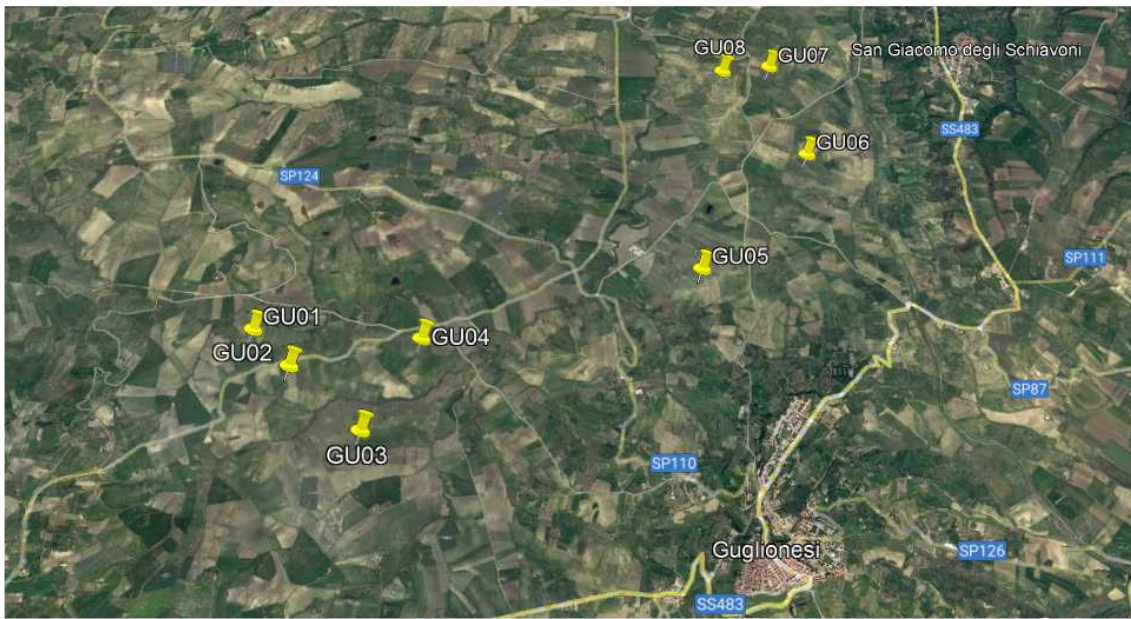 GU08
GU07
San Giacomo degli Schiavoni
SS483
GU06
SP124
GU05
SP111
GU01
GU02
GU04
SP87
GU03
SP110
Guglionesi
SP126
SS483